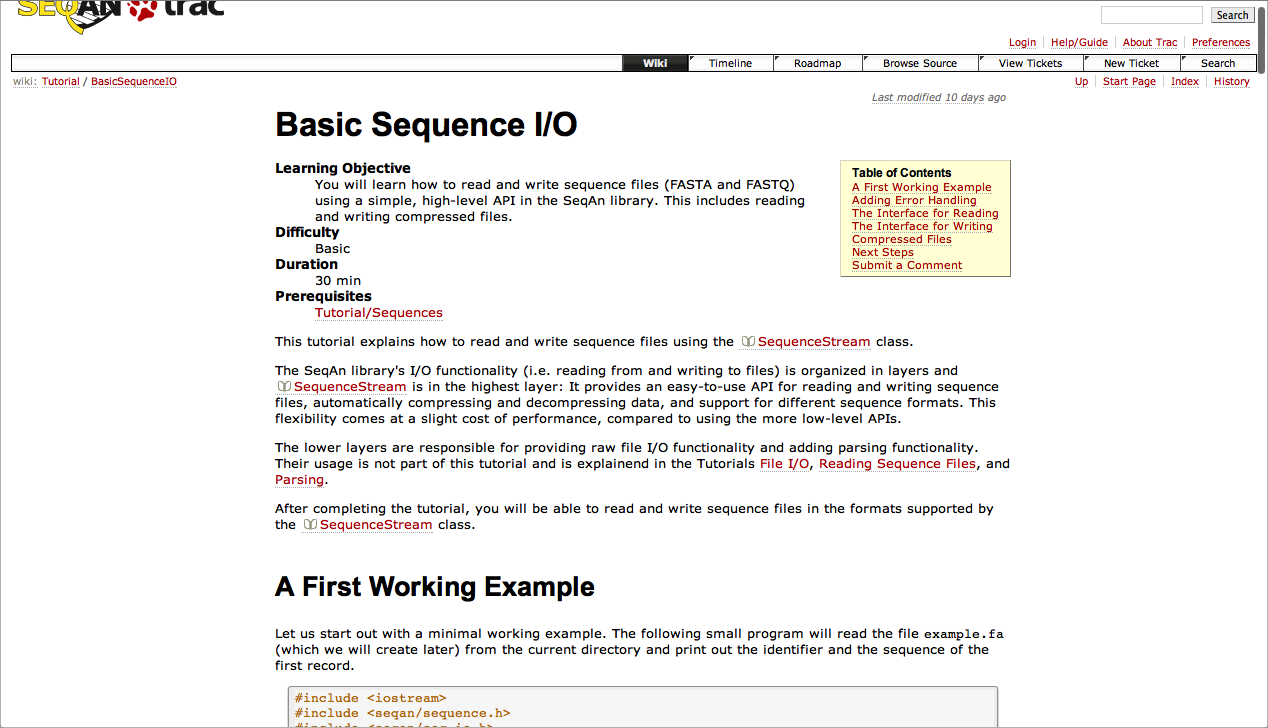 SEQAN trac
Search
Login Help/Guide About Trac Preferences
Wiki Timeline Roadmap Browse Source View Tickets New Ticket Search
wiki: Tutorial / BasicSequenceIO
Up Start Page Index History
Last modified 10 days ago
Basic Sequence I/O
Learning Objective
You will learn how to read and write sequence files (FASTA and FASTQ)
using a simple, high-level API in the SeqAn library. This includes reading
and writing compressed files.
Difficulty
Basic
Duration
30 min
Prerequisites
Tutorial/Sequences
Table of Contents
A First Working Example
Adding Error Handling
The Interface for Reading
The Interface for Writing
Compressed Files
Next Steps
Submit a Comment
This tutorial explains how to read and write sequence files using the SequenceStream class.
The SeqAn library's I/O functionality (i.e. reading from and writing to files) is organized in layers and
SequenceStream is in the highest layer: It provides an easy-to-use API for reading and writing sequence
files, automatically compressing and decompressing data, and support for different sequence formats. This
flexibility comes at a slight cost of performance, compared to using the more low-level APIs.
The lower layers are responsible for providing raw file I/O functionality and adding parsing functionality.
Their usage is not part of this tutorial and is explainend in the Tutorials File I/O, Reading Sequence Files, and
Parsing.
After completing the tutorial, you will be able to read and write sequence files in the formats supported by
the SequenceStream class.
A First Working Example
Let us start out with a minimal working example. The following small program will read the file example.fa
(which we will create later) from the current directory and print out the identifier and the sequence of the
first record.
#include <iostream>
#include <seqan/sequence.h>
#include <seqan/seq_io.h>